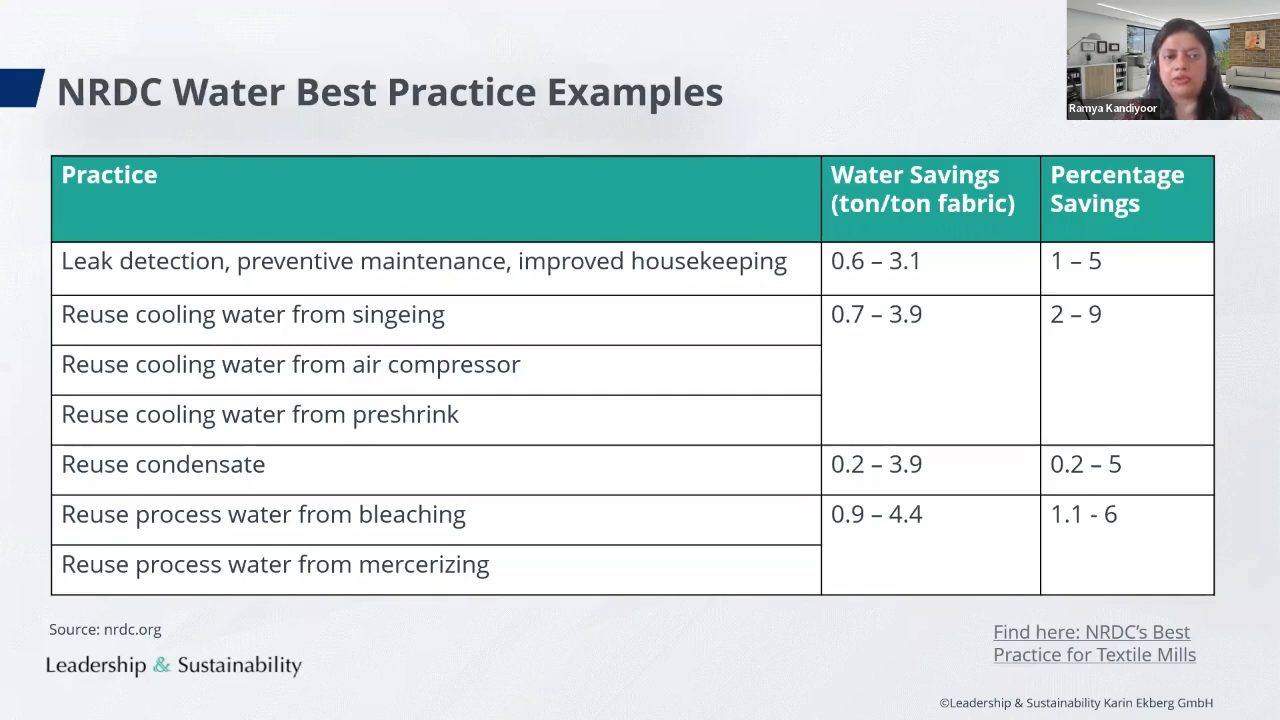 NRDC Water Best Practice Examples
Ramya Kandiyoor
Practice
Water Savings
(ton/ton fabric)
Percentage
Savings
Leak detection, preventive maintenance, improved housekeeping
0.6 – 3.1
1 – 5
Reuse cooling water from singeing
0.7 – 3.9
2 – 9
Reuse cooling water from air compressor
Reuse cooling water from preshrink
Reuse condensate
0.2 – 3.9
0.2 – 5
Reuse process water from bleaching
0.9 – 4.4
1.1 - 6
Reuse process water from mercerizing
Source: nrdc.org
Find here: NRDC’s Best
Practice for Textile Mills
Leadership & Sustainability
©Leadership & Sustainability Karin Ekberg GmbH